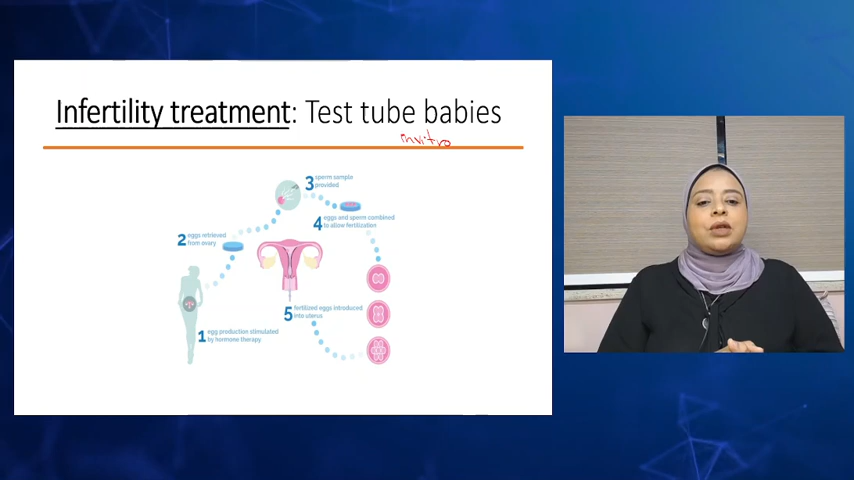 Infertility treatment: Test tube babies
invitro
3 sperm sample
provided
4 eggs and sperm combined
to allow fertilization
2 eggs retrieved
from ovary
5 fertilized eggs introduced
into uterus
1 egg production stimulated
by hormone therapy